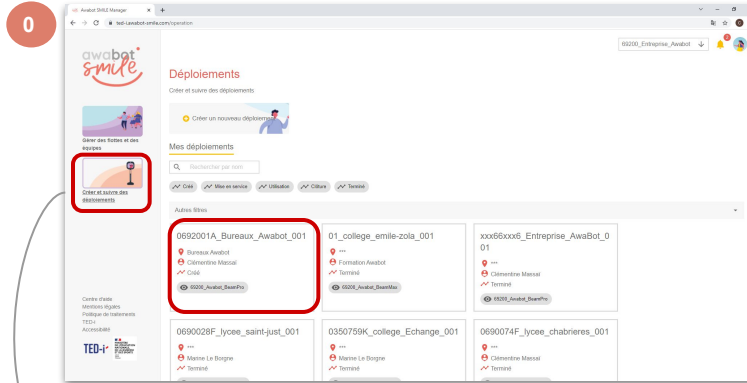 0
Awabot SMILE Manager
ted-i.awabot-smile.com/operation
awabot
smile
69200_Entreprise_Awabot
Déploiements
Créer et suivre des déploiements
Créer un nouveau déploiement
Gérer des flottes et des
équipes
Mes déploiements
Rechercher par nom
Créer et suivre des
déploiements
Créé
Mise en service
Utilisation
Clôture
Terminé
Autres filtres
0692001A_Bureaux_Awabot_001
Bureaux Awabot
Clémentine Massal
Créé
69200_Awabot_BeamPro
01_college_emile-zola_001
***
Formation Awabot
Terminé
69200_Awabot_BeamMax
xxx66xxx6_Entreprise_AwaBot_0
01
***
Clémentine Massal
Terminé
69200_Awabot_BeamPro
Centre d'aide
Mentions légales
Politique de traitements
TED-i
Accessibilité
TED-i
0690028F_lycee_saint-just_001
***
Marine Le Borgne
Terminé
0350759K_college_Echange_001
***
Marine Le Borgne
Terminé
0690074F_lycee_chabrieres_001
***
Clémentine Massal
Terminé